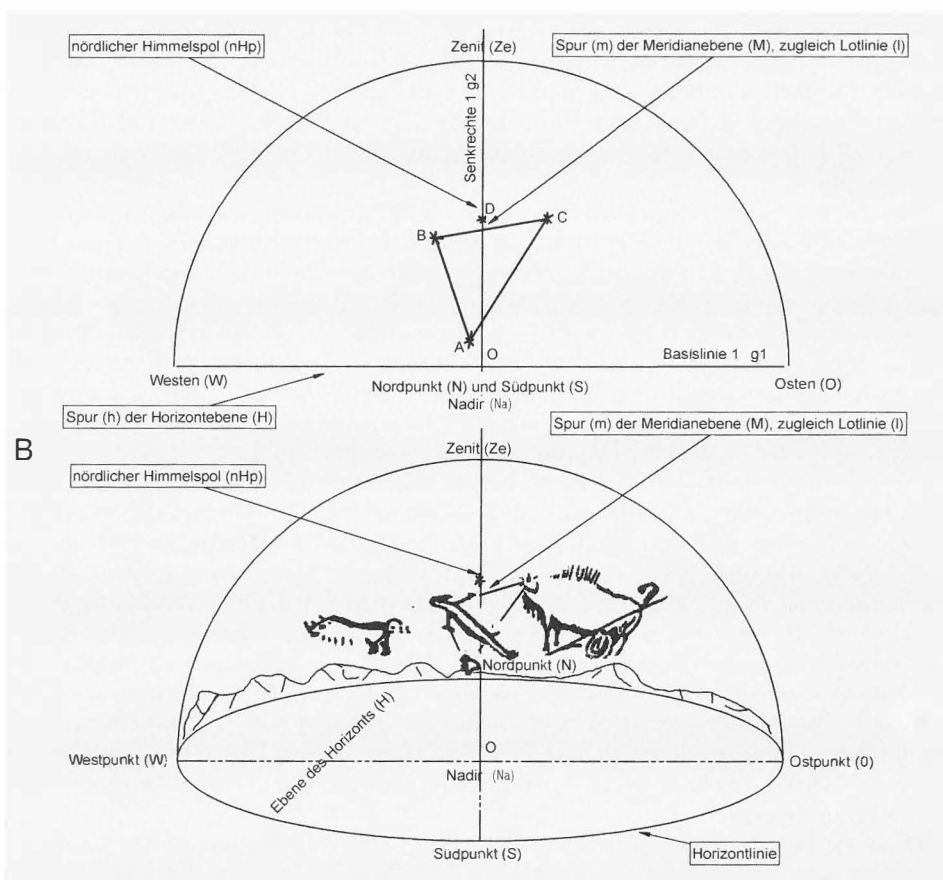 nördlicher Himmelspol (nHp)
Zenit (Ze)
Spur (m) der Meridianebene (M), zugleich Lotlinie (l)
Senkrechte 1 g2
D
C
B
A
O
Basislinie 1 g1
Westen (W)
Nordpunkt (N) und Südpunkt (S)
Osten (O)
Nadir (Na)
Spur (h) der Horizontebene (H)
Spur (m) der Meridianebene (M), zugleich Lotlinie (l)
B
Zenit (Ze)
nördlicher Himmelspol (nHp)
Nordpunkt (N)
Ebene des Horizonts (H)
O
Westpunkt (W)
Nadir (Na)
Ostpunkt (0)
Südpunkt (S)
Horizontlinie